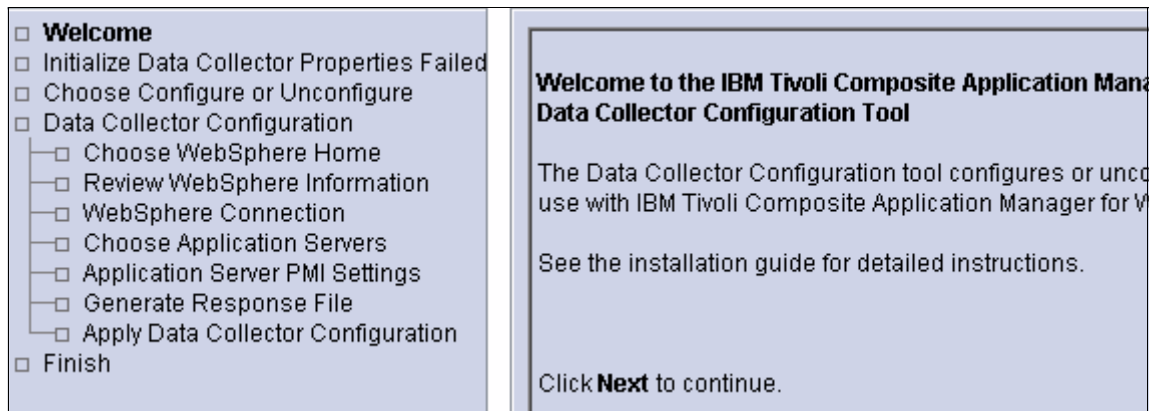 Welcome
Initialize Data Collector Properties Failed
Choose Configure or Unconfigure
Data Collector Configuration
Choose WebSphere Home
Review WebSphere Information
WebSphere Connection
Choose Application Servers
Application Server PMI Settings
Generate Response File
Apply Data Collector Configuration
Finish
Welcome to the IBM Tivoli Composite Application
Data Collector Configuration Tool
The Data Collector Configuration tool configures or
use with IBM Tivoli Composite Application Manager for
See the installation guide for detailed instructions.
Click Next to continue.